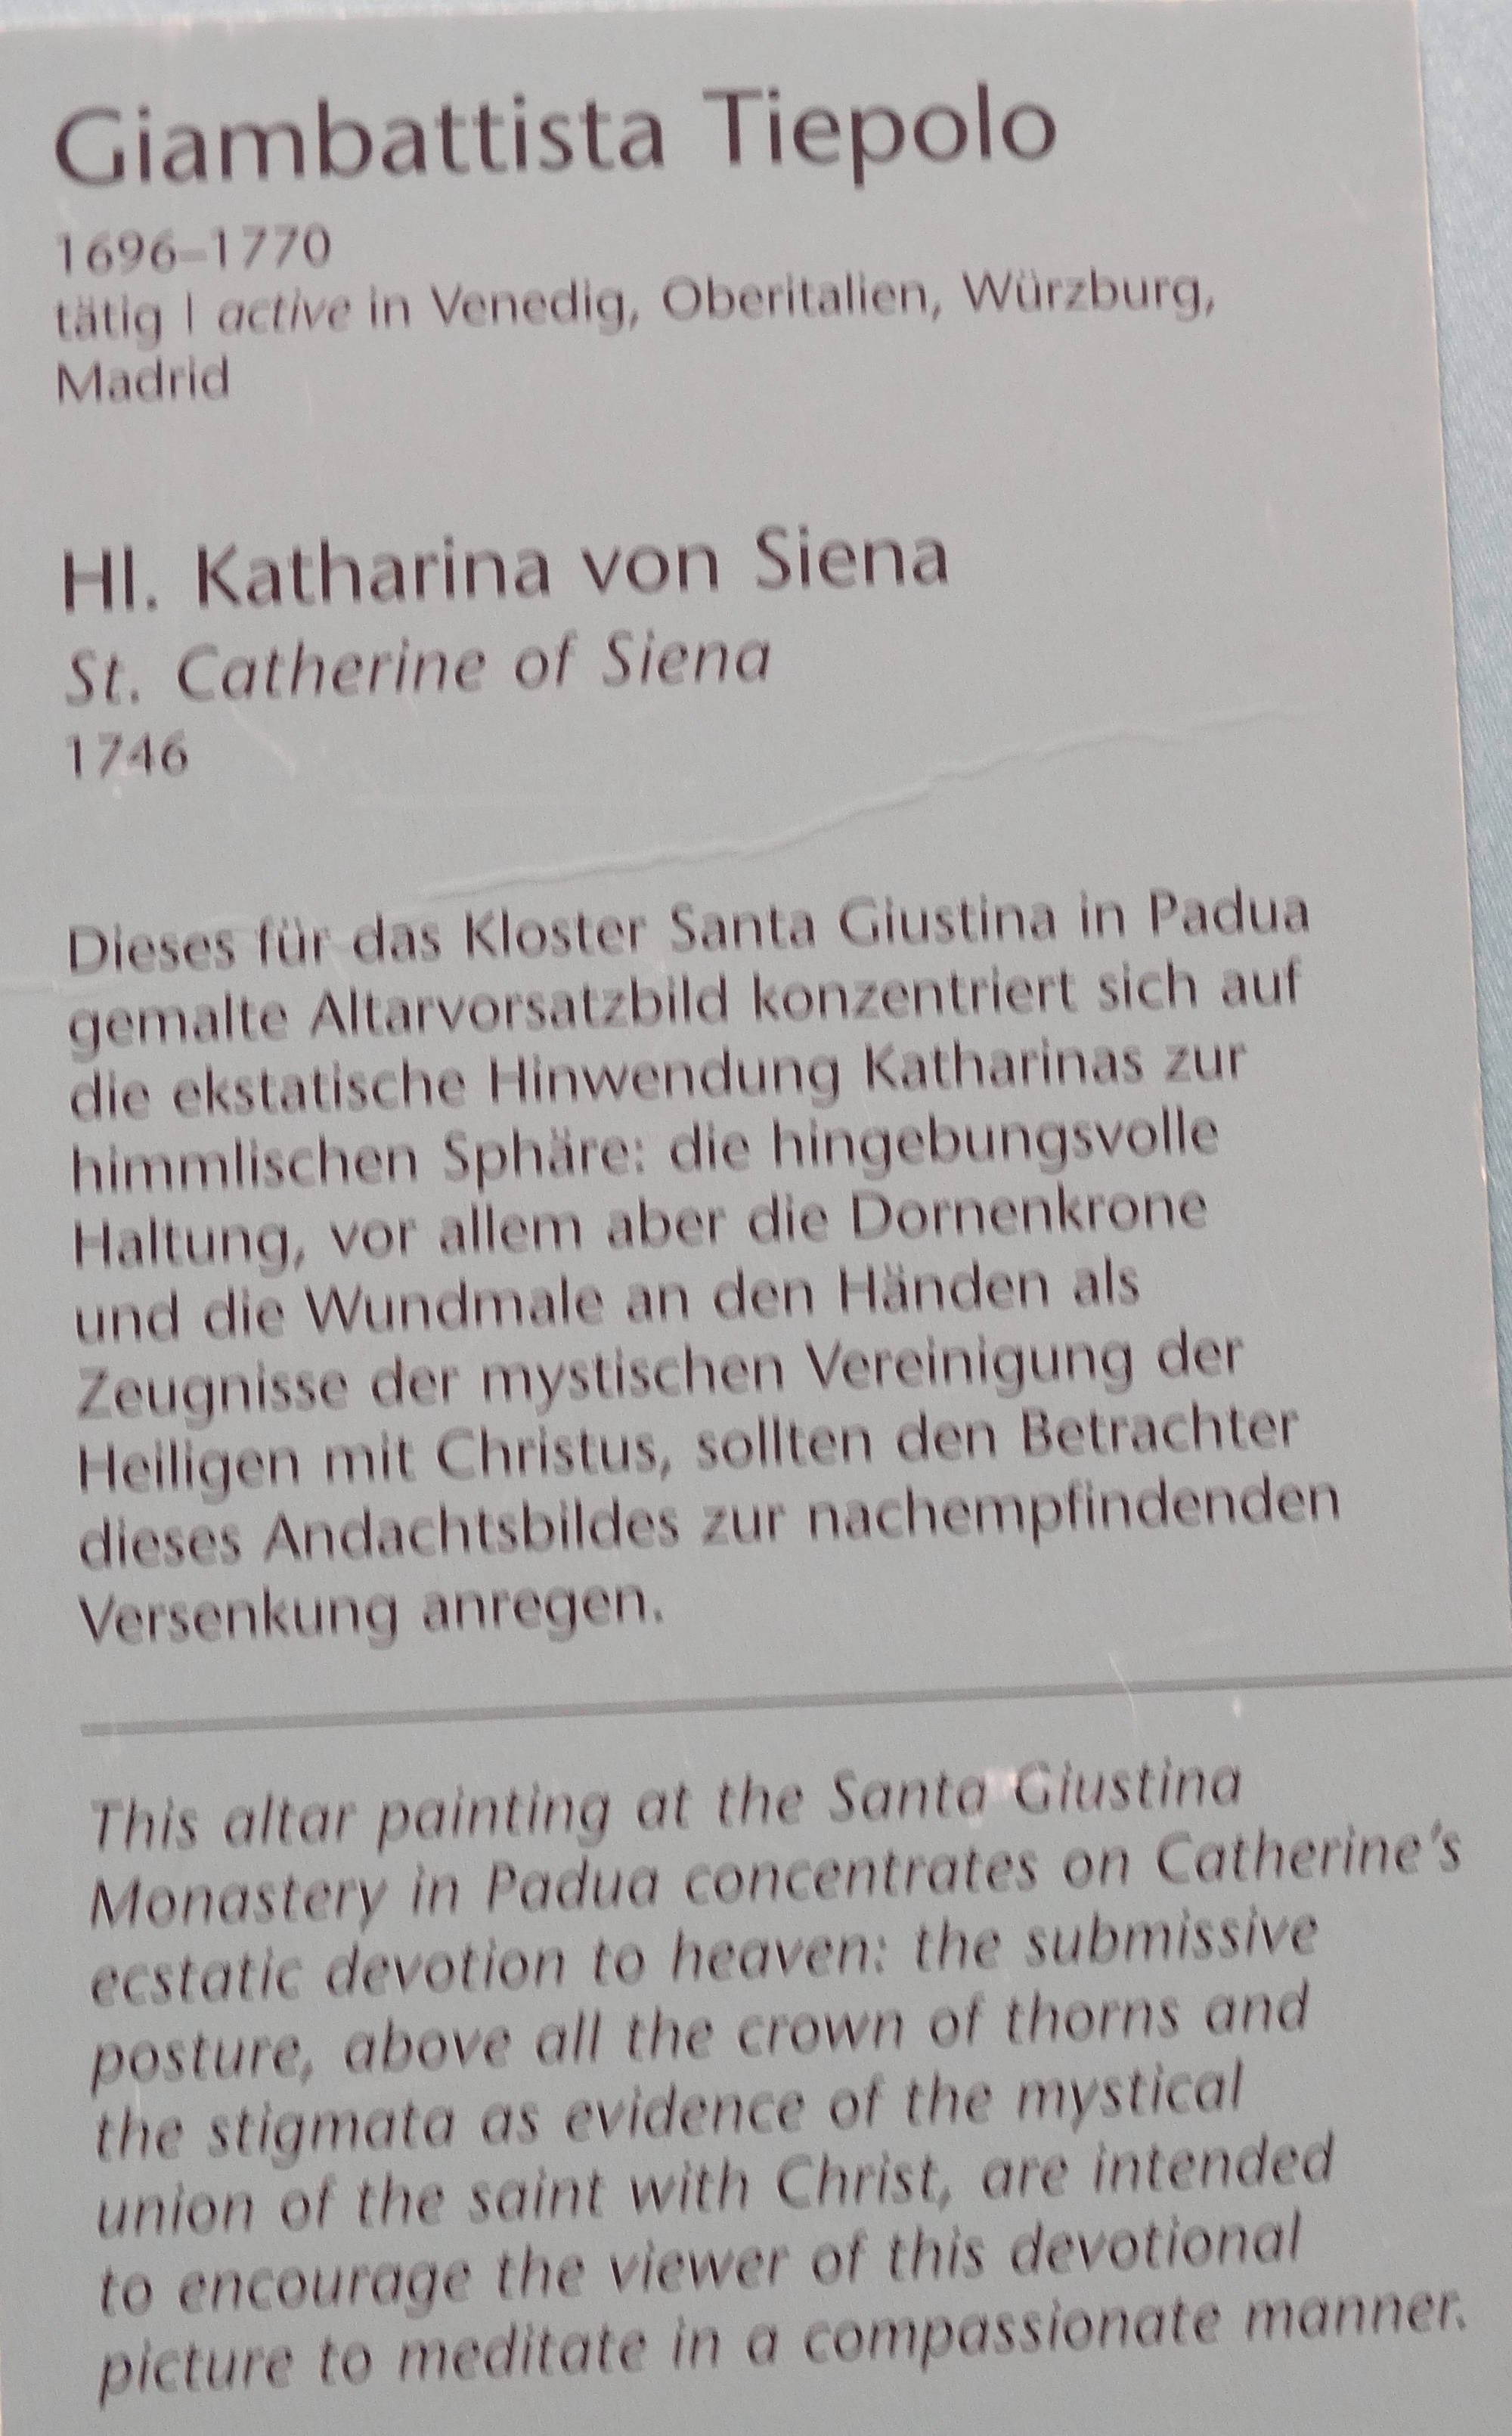 Giambattista Tiepolo
1696–1770
tätig | active in Venedig, Oberitalien, Würzburg,
Madrid
Hl. Katharina von Siena
St. Catherine of Siena
1746
Dieses für das Kloster Santa Giustina in Padua
gemalte Altarvorsatzbild konzentriert sich auf
die ekstatische Hinwendung Katharinas zur
himmlischen Sphäre: die hingebungsvolle
Haltung, vor allem aber die Dornenkrone
und die Wundmale an den Händen als
Zeugnisse der mystischen Vereinigung der
Heiligen mit Christus, sollten den Betrachter
dieses Andachtsbildes zur nachempfindenden
Versenkung anregen.
This altar painting at the Santa Giustina
Monastery in Padua concentrates on Catherine's
ecstatic devotion to heaven: the submissive
posture, above all the crown of thorns and
the stigmata as evidence of the mystical
union of the saint with Christ, are intended
to encourage the viewer of this devotional
picture to meditate in a compassionate manner.